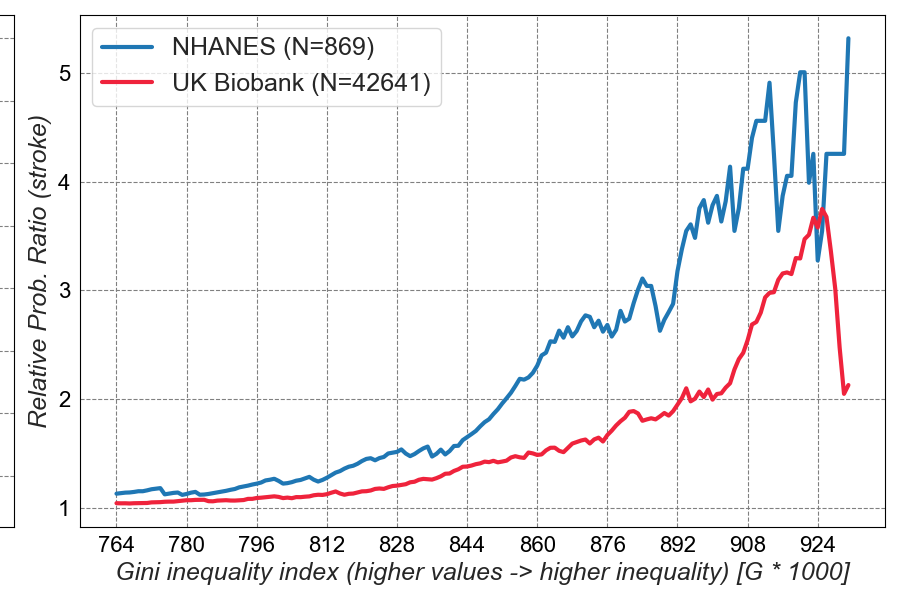 NHANES (N=869)
UK Biobank (N=42641)
Relative Prob. Ratio (stroke)
5
4
3
2
1
764 780 796 812 828 844 860 876 892 908 924
Gini inequality index (higher values -> higher inequality) [G * 1000]